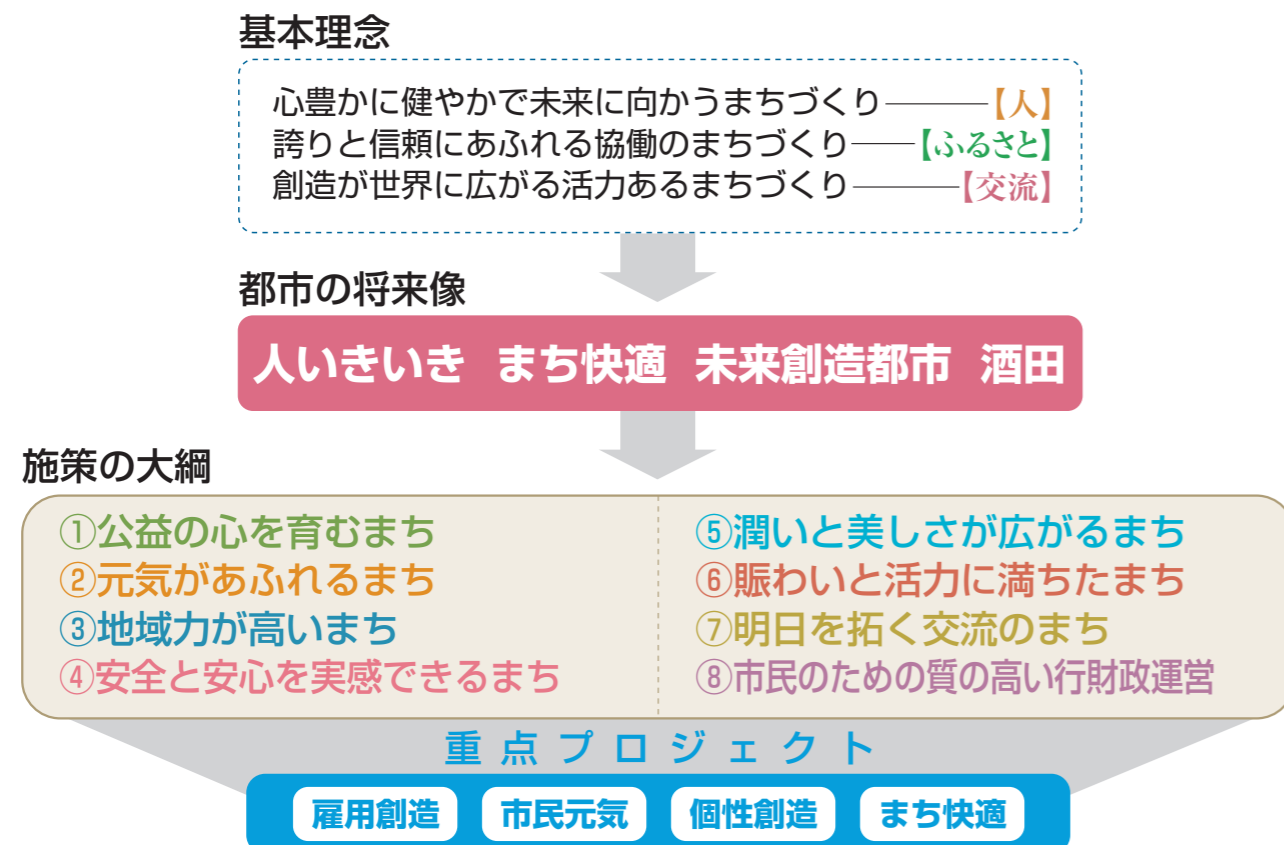 基本理念
心豊かに健やかで未来に向かうまちづくり―【人】
誇りと信頼にあふれる協働のまちづくり―【ふるさと】
創造が世界に広がる活力あるまちづくり―【交流】
都市の将来像
人いきいき まち快適 未来創造都市 酒田
施策の大綱
①公益の心を育むまち
②元気があふれるまち
③地域力が高いまち
④安全と安心を実感できるまち
⑤潤いと美しさが広がるまち
⑥賑わいと活力に満ちたまち
⑦明日を拓く交流のまち
⑧市民のための質の高い行財政運営
重点プロジェクト
雇用創造 市民元気 個性創造 まち快適